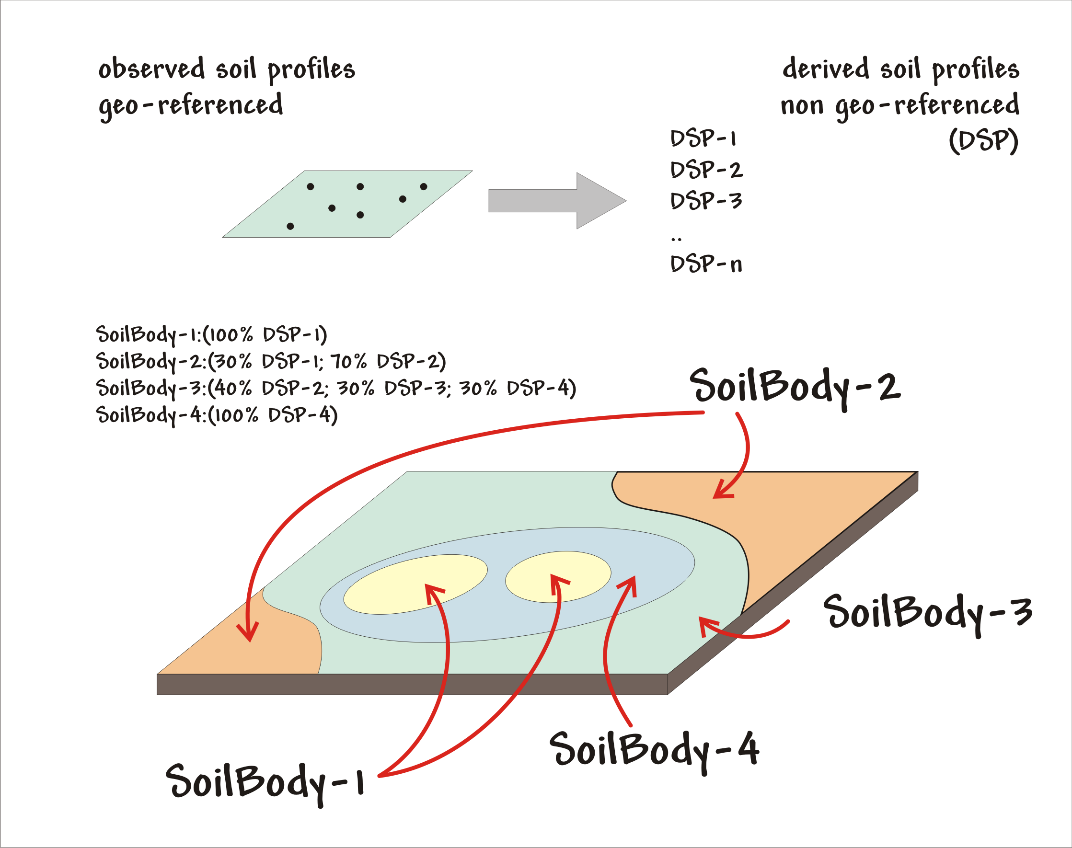 observed soil profiles
geo-referenced
derived soil profiles
non geo-referenced
(DSP)
DSP-1
DSP-2
DSP-3
..
DSP-n
SoilBody-1:(100% DSP-1)
SoilBody-2:(30% DSP-1; 70% DSP-2)
SoilBody-3:(40% DSP-2; 30% DSP-3; 30% DSP-4)
SoilBody-4:(100% DSP-4)
SoilBody-2
SoilBody-3
SoilBody-4
SoilBody-1